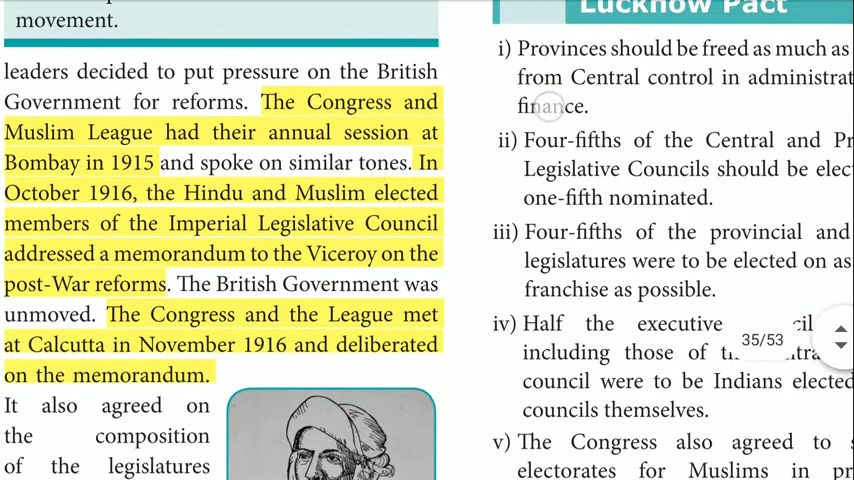 movement.
leaders decided to put pressure on the British
Government for reforms. The Congress and
Muslim League had their annual session at
Bombay in 1915 and spoke on similar tones. In
October 1916, the Hindu and Muslim elected
members of the Imperial Legislative Council
addressed a memorandum to the Viceroy on the
post-War reforms. The British Government was
unmoved. The Congress and the League met
at Calcutta in November 1916 and deliberated
on the memorandum.
It also agreed on
the composition
of the legislatures
Lucknow Pact
i) Provinces should be freed as much as
from Central control in administrat
finance.
ii) Four-fifths of the Central and Pr
Legislative Councils should be elec
one-fifth nominated.
iii) Four-fifths of the provincial and
legislatures were to be elected on as
franchise as possible.
iv) Half the executive
including those of
council were to be Indians elected
councils themselves.
v) The Congress also agreed to
electorates for Muslims in pr
35/53